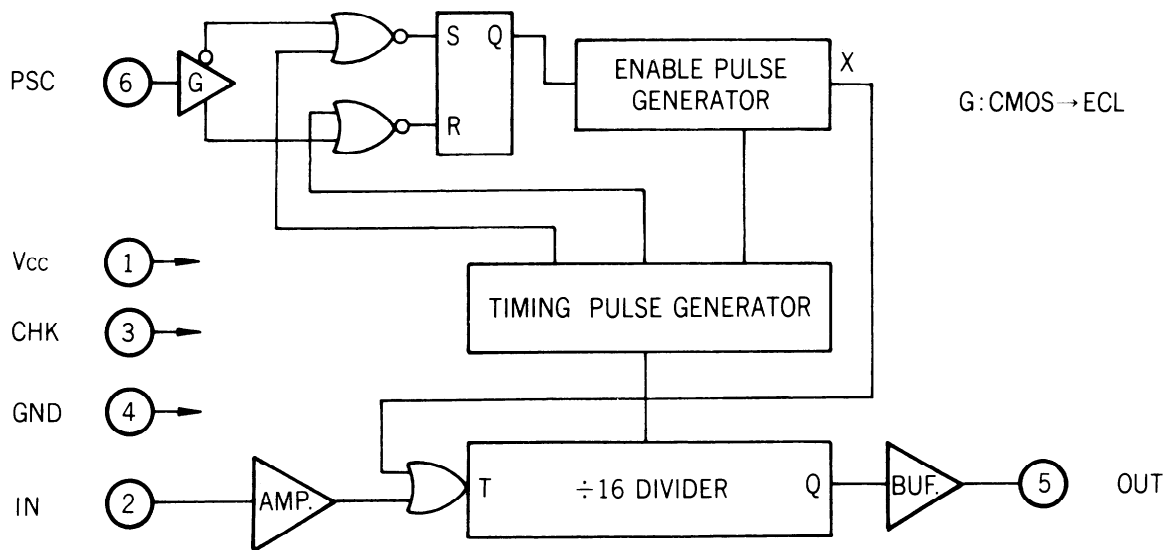 PSC
6
G
S
Q
R
ENABLE PULSE
GENERATOR
X
G:CMOS→ECL
Vcc
1
CHK
3
GND
4
TIMING PULSE GENERATOR
IN
2
AMP.
T
÷16 DIVIDER
Q
BUF.
5
OUT